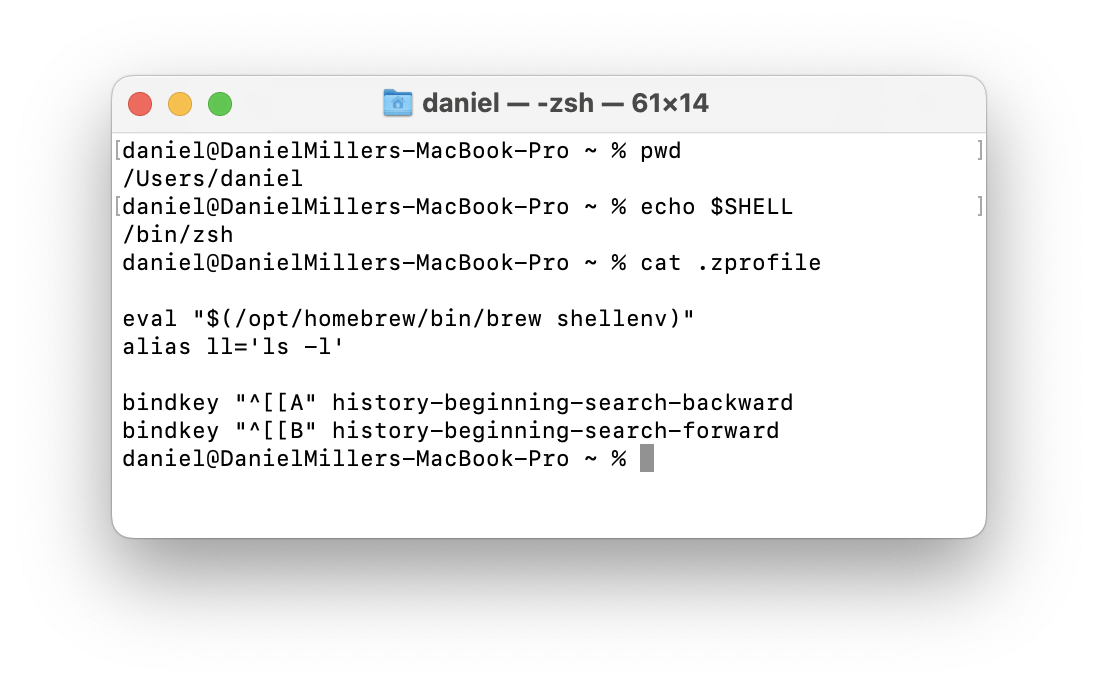 daniel — -zsh — 61×14
[daniel@DanielMillers-MacBook-Pro ~ % pwd ]
/Users/daniel
[daniel@DanielMillers-MacBook-Pro ~ % echo $SHELL ]
/bin/zsh
daniel@DanielMillers-MacBook-Pro ~ % cat .zprofile
eval "$(/opt/homebrew/bin/brew shellenv)"
alias ll='ls -l'
bindkey "^[[A" history-beginning-search-backward
bindkey "^[[B" history-beginning-search-forward
daniel@DanielMillers-MacBook-Pro ~ %